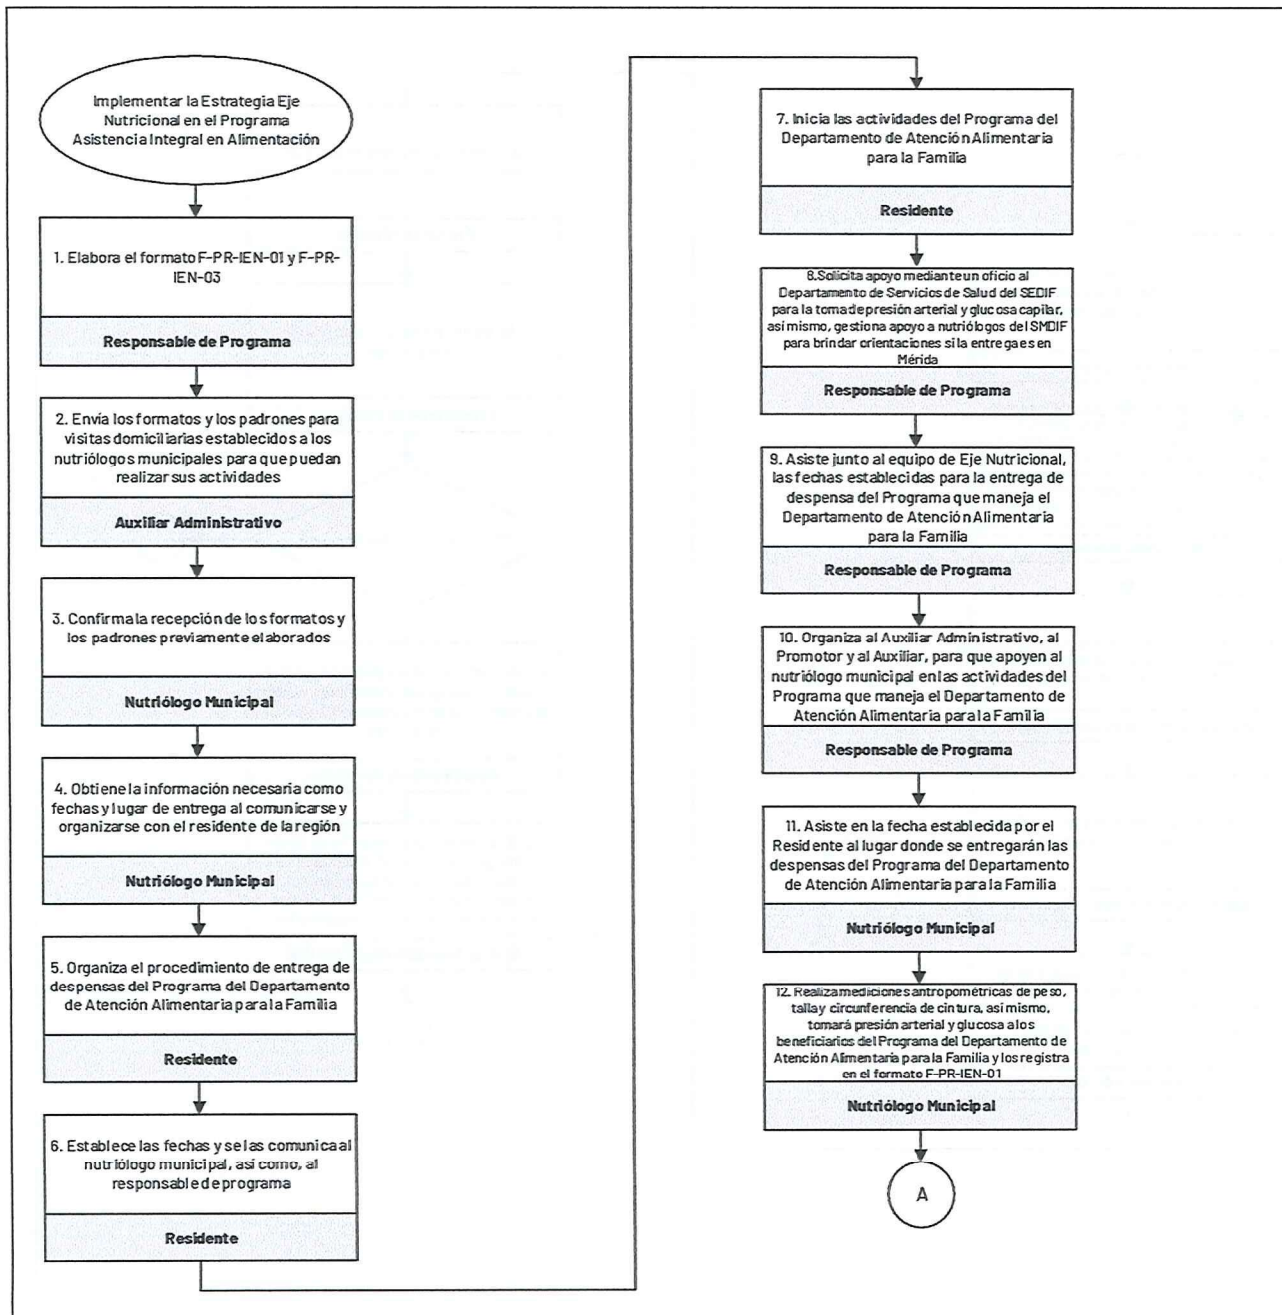 Implementar la Estrategia Eje
Nutricional en el Programa
Asistencia Integral en Alimentación
1. Elabora el formato F-PR-IEN-01 y F-PR-
IEN-03
Responsable de Programa
2. Envía los formatos y los padrones para
visitas domiciliarias establecidos a los
nutriólogos municipales para que puedan
realizar sus actividades
Auxiliar Administrativo
3. Confirma la recepción de los formatos y
los padrones previamente elaborados
Nutriólogo Municipal
4. Obtiene la información necesaria como
fechas y lugar de entrega al comunicarse y
organizarse con el residente de la región
Nutriólogo Municipal
5. Organiza el procedimiento de entrega de
despensas del Programa del Departamento
de Atención Alimentaria para la Familia
Residente
6. Establece las fechas y se las comunica al
nutriólogo municipal, así como, al
responsable de programa
Residente
7. Inicia las actividades del Programa del
Departamento de Atención Alimentaria
para la Familia
Residente
8.Solicita apoyo mediante un oficio al
Departamento de Servicios de Salud del SEDIF
para la toma de presión arterial y glucosa capilar,
así mismo, gestiona apoyo a nutriólogos del SMDIF
para brindar orientaciones si la entrega es en
Mérida
Responsable de Programa
9. Asiste junto al equipo de Eje Nutricional,
las fechas establecidas para la entrega de
despensa del Programa que maneja el
Departamento de Atención Alimentaria
para la Familia
Responsable de Programa
10. Organiza al Auxiliar Administrativo, al
Promotor y al Auxiliar, para que apoyen al
nutriólogo municipal en las actividades del
Programa que maneja el Departamento de
Atención Alimentaria para la Familia
Responsable de Programa
11. Asiste en la fecha establecida por el
Residente al lugar donde se entregarán las
despensas del Programa del Departamento
de Atención Alimentaria para la Familia
Nutriólogo Municipal
12. Realiza mediciones antropométricas de peso,
talla y circunferencia de cintura, así mismo,
tomará presión arterial y glucosa a los
beneficiarios del Programa del Departamento de
Atención Alimentaria para la Familia y los registra
en el formato F-PR-IEN-01
Nutriólogo Municipal
A